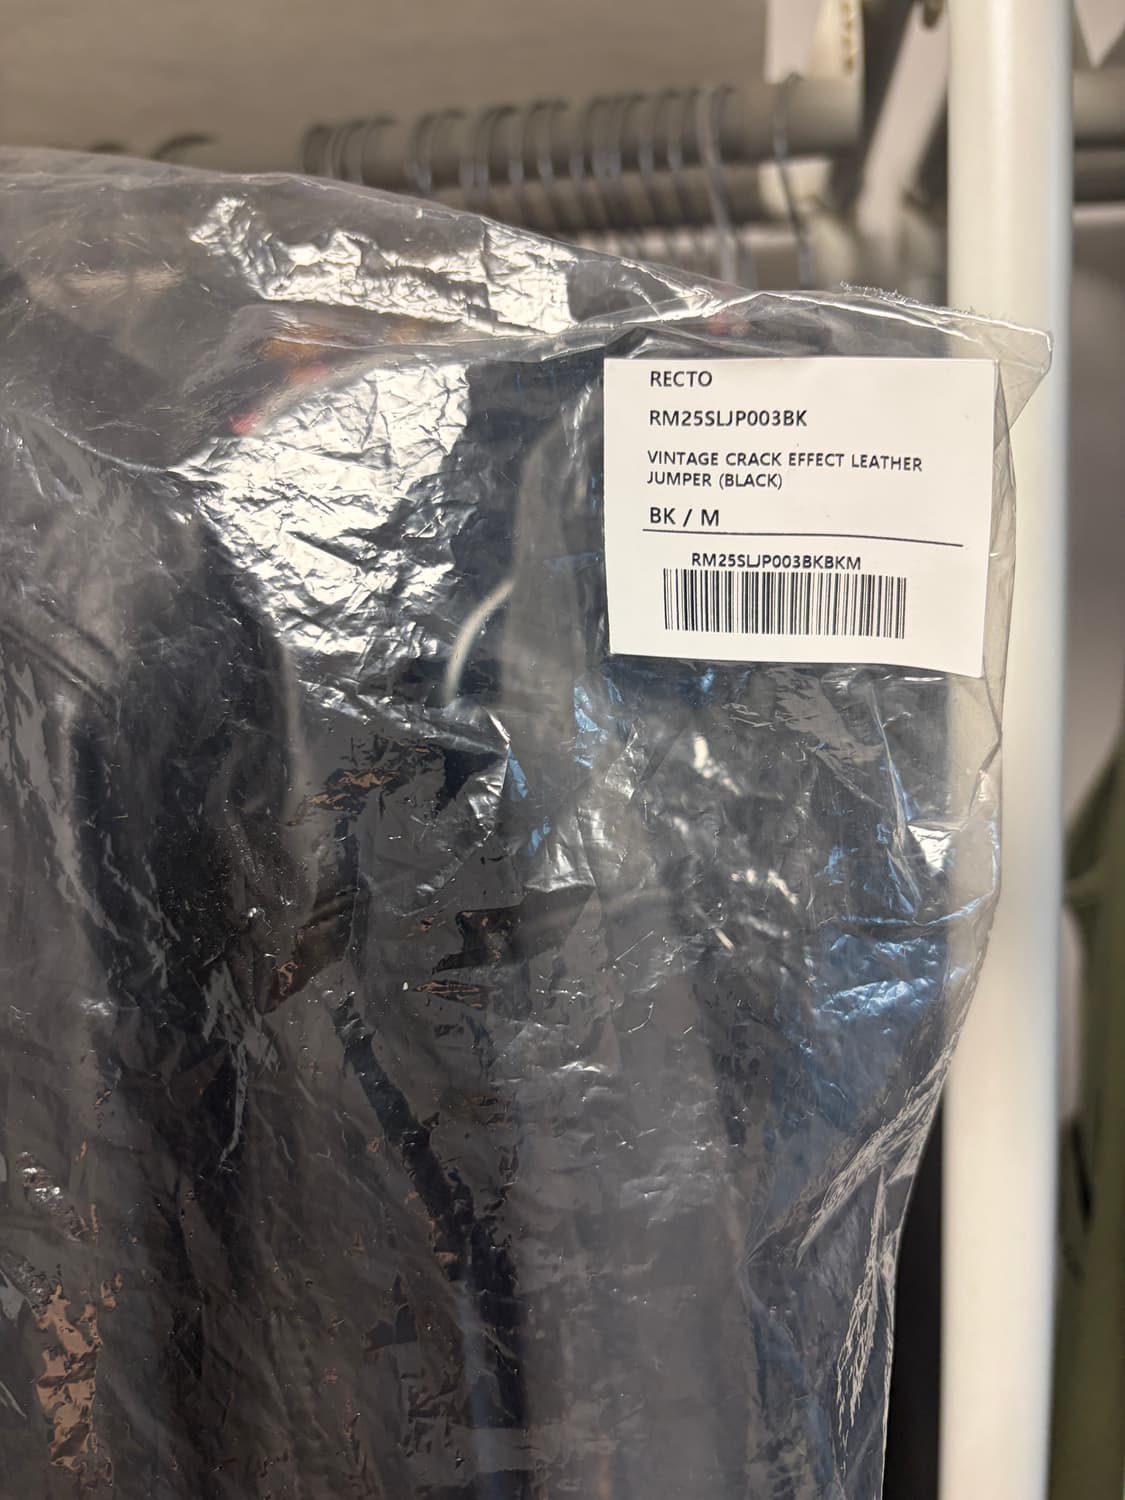 RECTO
RM25SLJP003BK
VINTAGE CRACK EFFECT LEATHER
JUMPER (BLACK)
BK / M
RM25SLJP003BKBKM